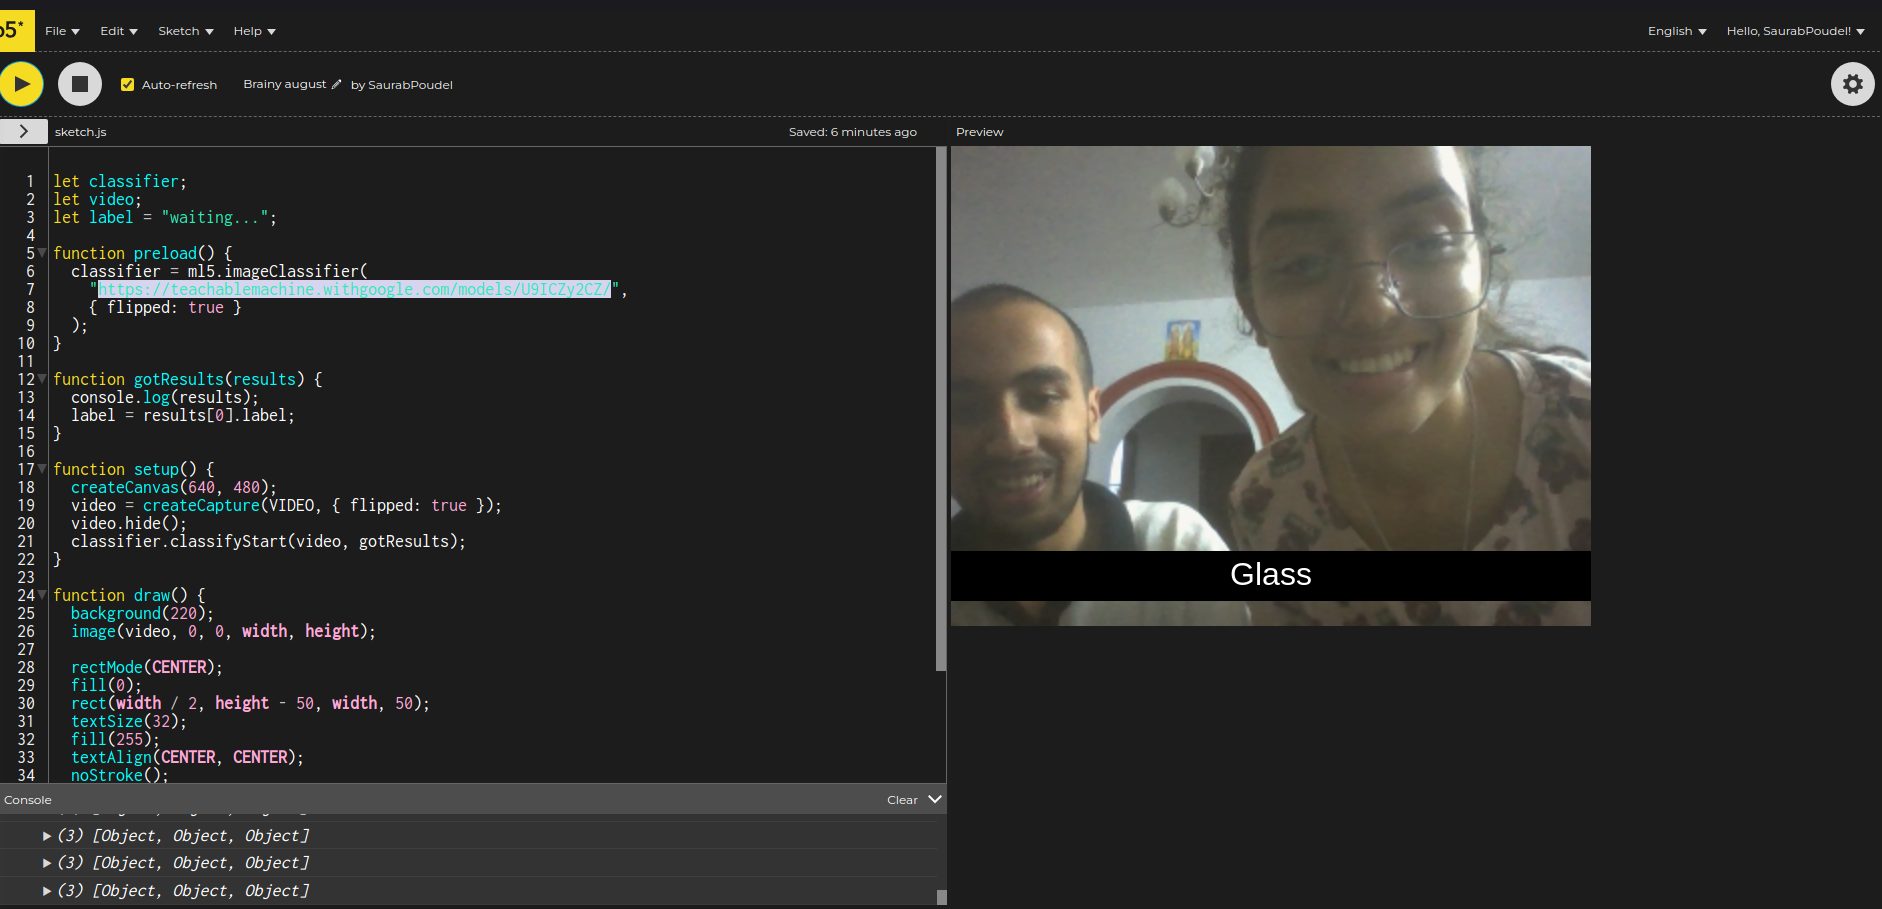 p5*
File
Edit
Sketch
Help
English
Hello, SaurabPoudel!
Auto-refresh
Brainy august
by SaurabPoudel
sketch.js
Saved: 6 minutes ago
Preview
1 let classifier;
2 let video;
3 let label = "waiting...";
4
5 function preload() {
6 classifier = ml5.imageClassifier(
7 "https://teachablemachine.withgoogle.com/models/U9ICZy2CZ/",
8 { flipped: true }
9 );
10 }
11
12 function gotResults(results) {
13 console.log(results);
14 label = results[0].label;
15 }
16
17 function setup() {
18 createCanvas(640, 480);
19 video = createCapture(VIDEO, { flipped: true });
20 video.hide();
21 classifier.classifyStart(video, gotResults);
22 }
23
24 function draw() {
25 background(220);
26 image(video, 0, 0, width, height);
27
28 rectMode(CENTER);
29 fill(0);
30 rect(width / 2, height - 50, width, 50);
31 textSize(32);
32 fill(255);
33 textAlign(CENTER, CENTER);
34 noStroke();
Glass
Console
Clear
(3) [Object, Object, Object]
(3) [Object, Object, Object]
(3) [Object, Object, Object]